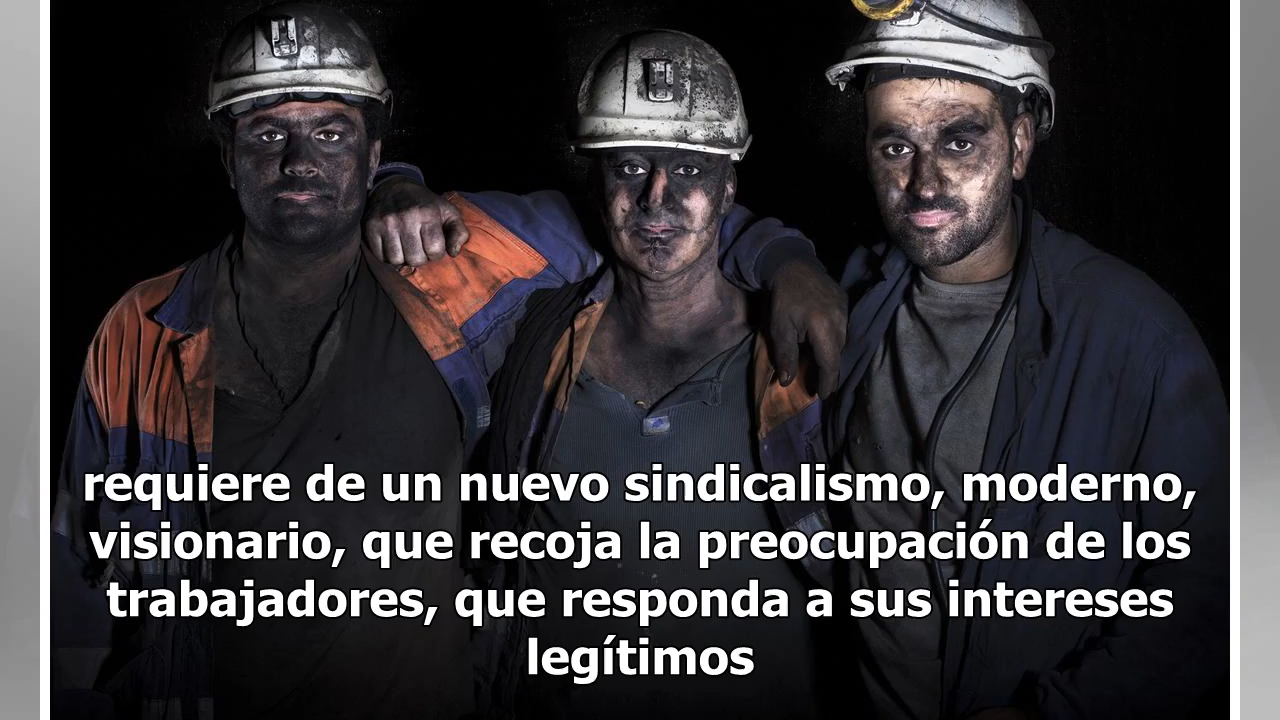 requiere de un nuevo sindicalismo, moderno,
visionario, que recoja la preocupación de los
trabajadores, que responda a sus intereses
legítimos